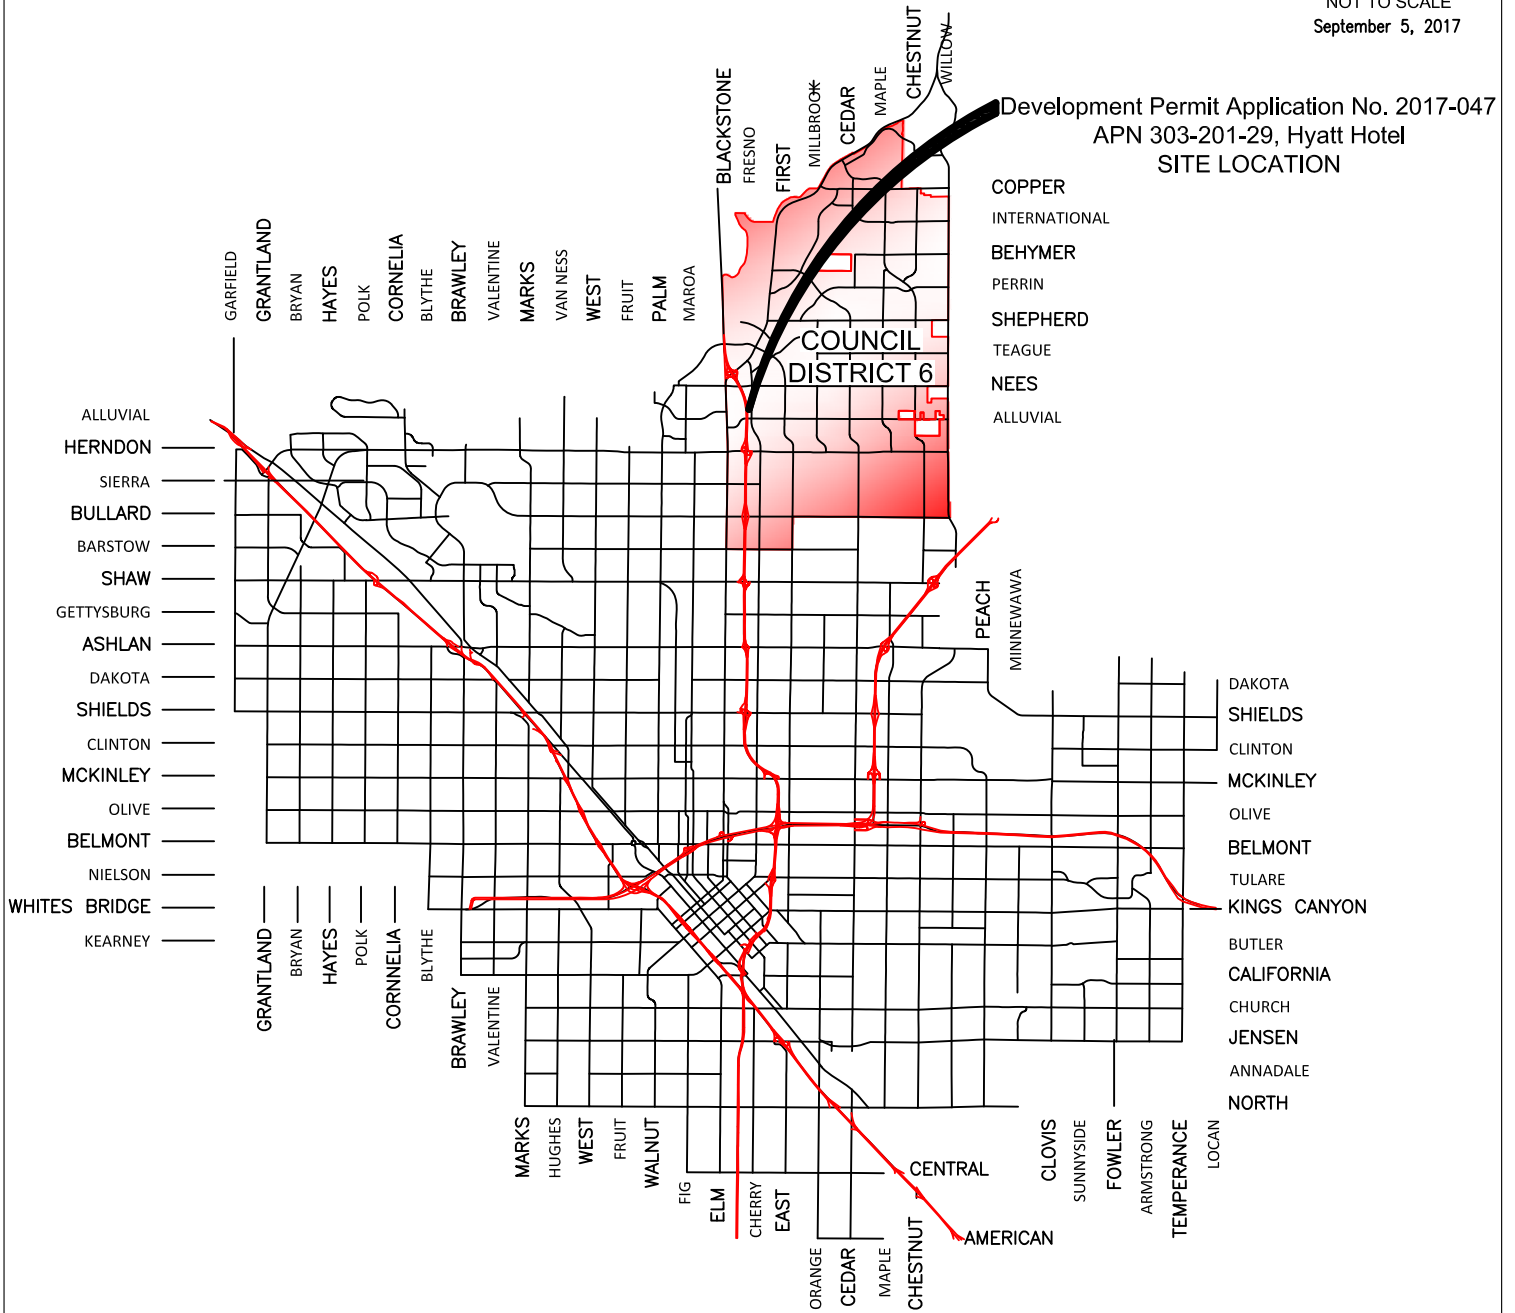 NOT TO SCALE
September 5, 2017
Development Permit Application No. 2017-047
APN 303-201-29, Hyatt Hotel
SITE LOCATION
BLACKSTONE
FRESNO
FIRST
MILLBROOK
CEDAR
MAPLE
CHESTNUT
WILLOW
COPPER
INTERNATIONAL
BEHYMER
PERRIN
SHEPHERD
TEAGUE
NEES
ALLUVIAL
COUNCIL
DISTRICT 6
GARFIELD
GRANTLAND
BRYAN
HAYES
POLK
CORNELIA
BLYTHE
BRAWLEY
VALENTINE
MARKS
VAN NESS
WEST
FRUIT
PALM
MAROA
ALLUVIAL
HERNDON
SIERRA
BULLARD
BARSTOW
SHAW
GETTYSBURG
ASHLAN
DAKOTA
SHIELDS
CLINTON
MCKINLEY
OLIVE
BELMONT
NIELSON
WHITES BRIDGE
KEARNEY
PEACH
MINNEWAWA
DAKOTA
SHIELDS
CLINTON
MCKINLEY
OLIVE
BELMONT
TULARE
KINGS CANYON
BUTLER
CALIFORNIA
CHURCH
JENSEN
ANNADALE
NORTH
GRANTLAND
BRYAN
HAYES
POLK
CORNELIA
BLYTHE
BRAWLEY
VALENTINE
MARKS
HUGHES
WEST
FRUIT
WALNUT
FIG
ELM
CHERRY
EAST
ORANGE
CEDAR
MAPLE
CHESTNUT
CENTRAL
AMERICAN
CLOVIS
SUNNYSIDE
FOWLER
ARMSTRONG
TEMPERANCE
LOCAN